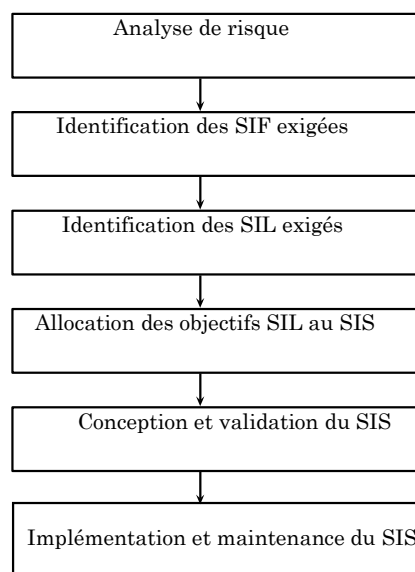 Analyse de risque
Identification des SIF exigées
Identification des SIL exigés
Allocation des objectifs SIL au SIS
Conception et validation du SIS
Implémentation et maintenance du SIS